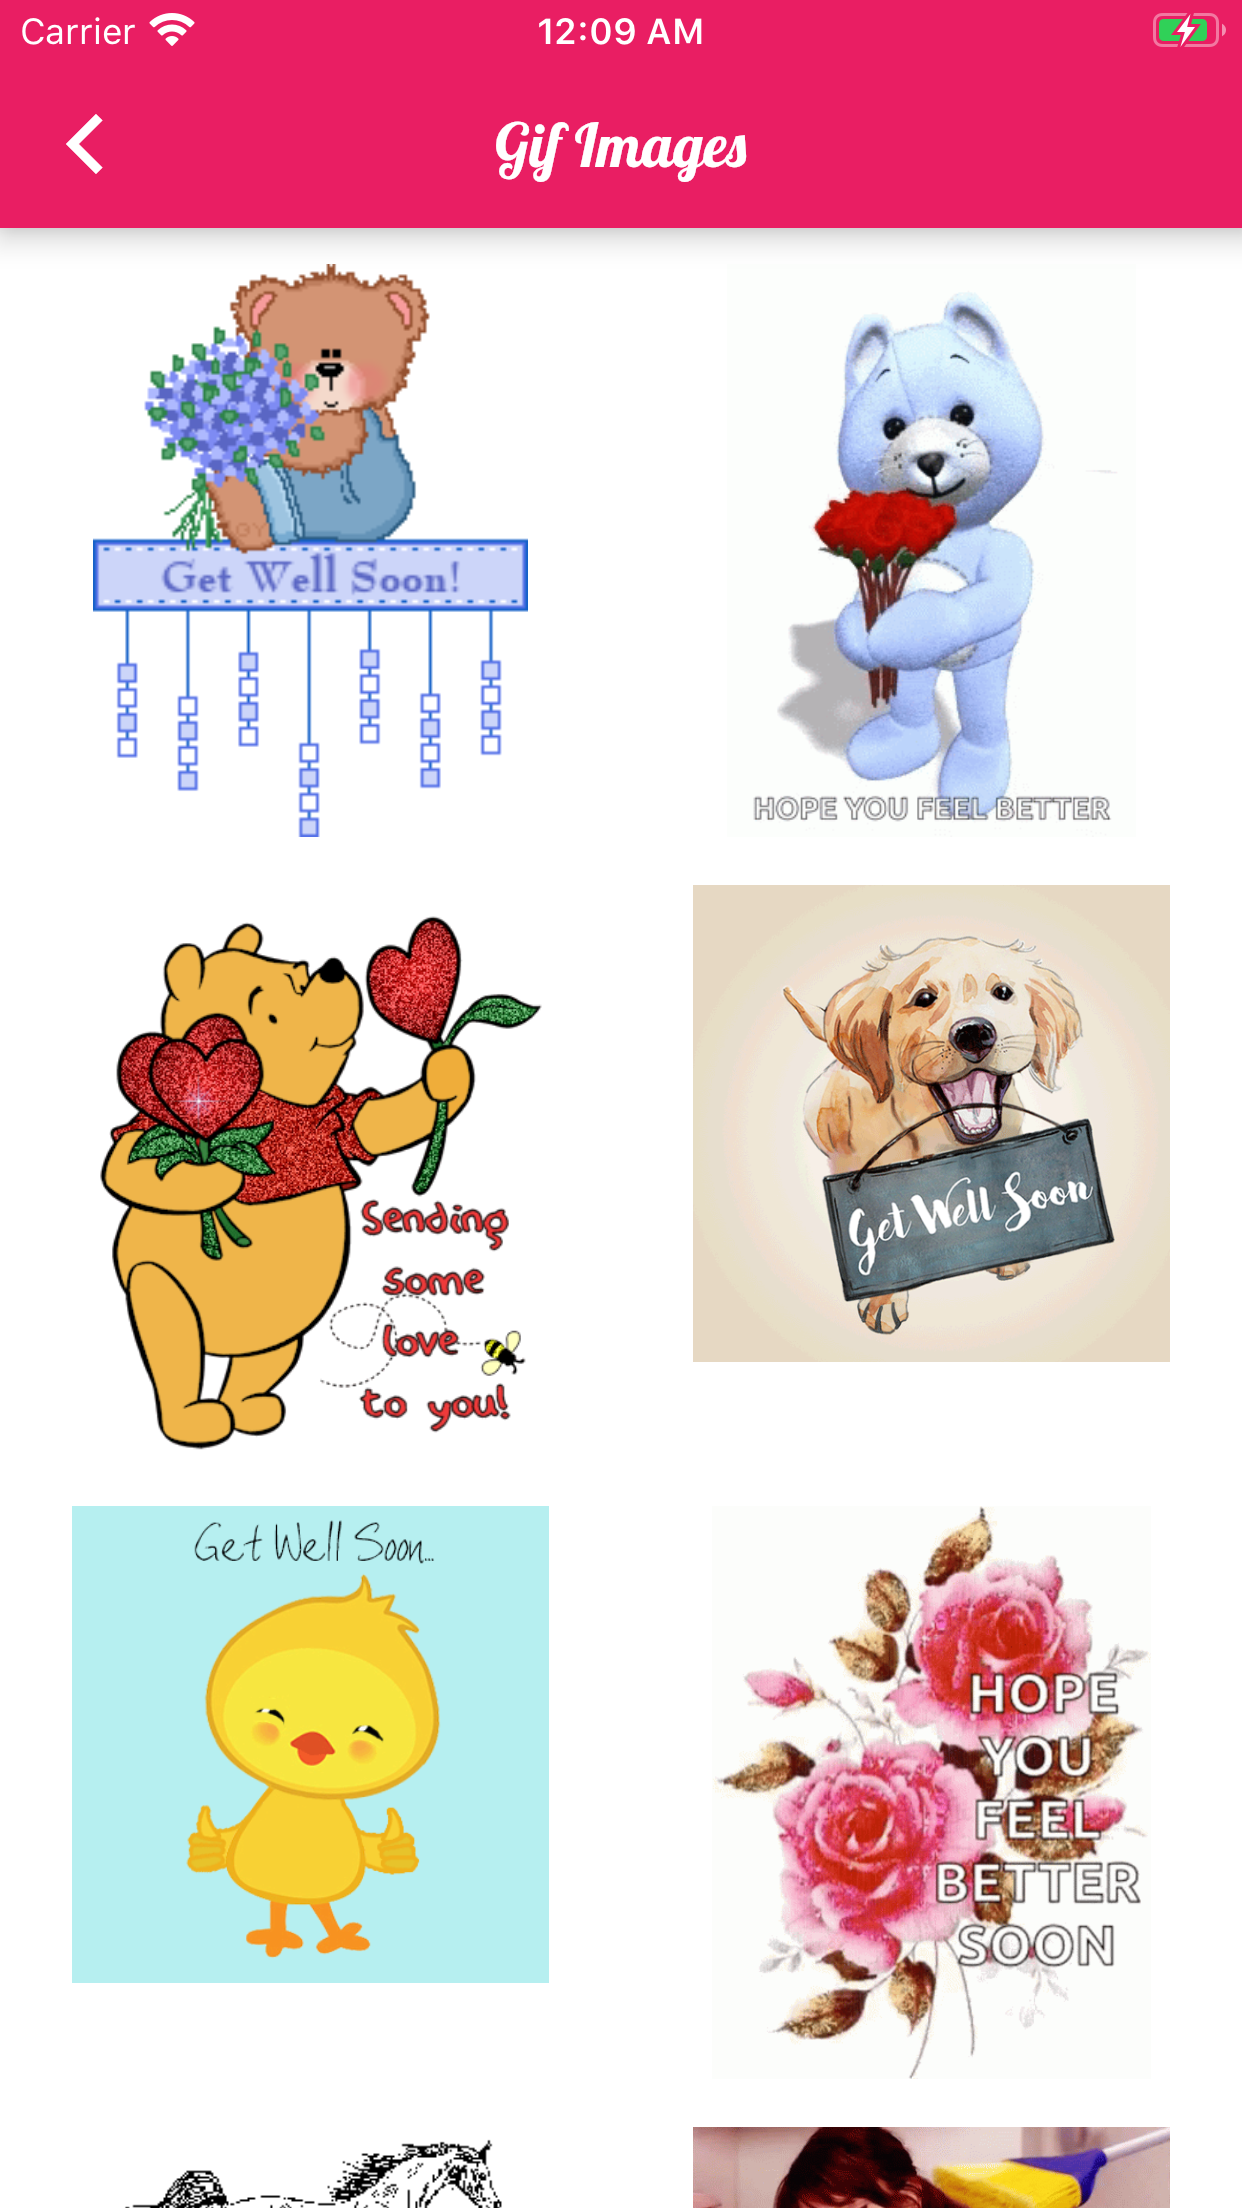 Carrier
12:09 AM
Gif Images
Get Well Soon!
HOPE YOU FEEL BETTER
Sending
some
love
to you!
Get Well Soon
Get Well Soon...
HOPE
YOU
FEEL
BETTER
SOON